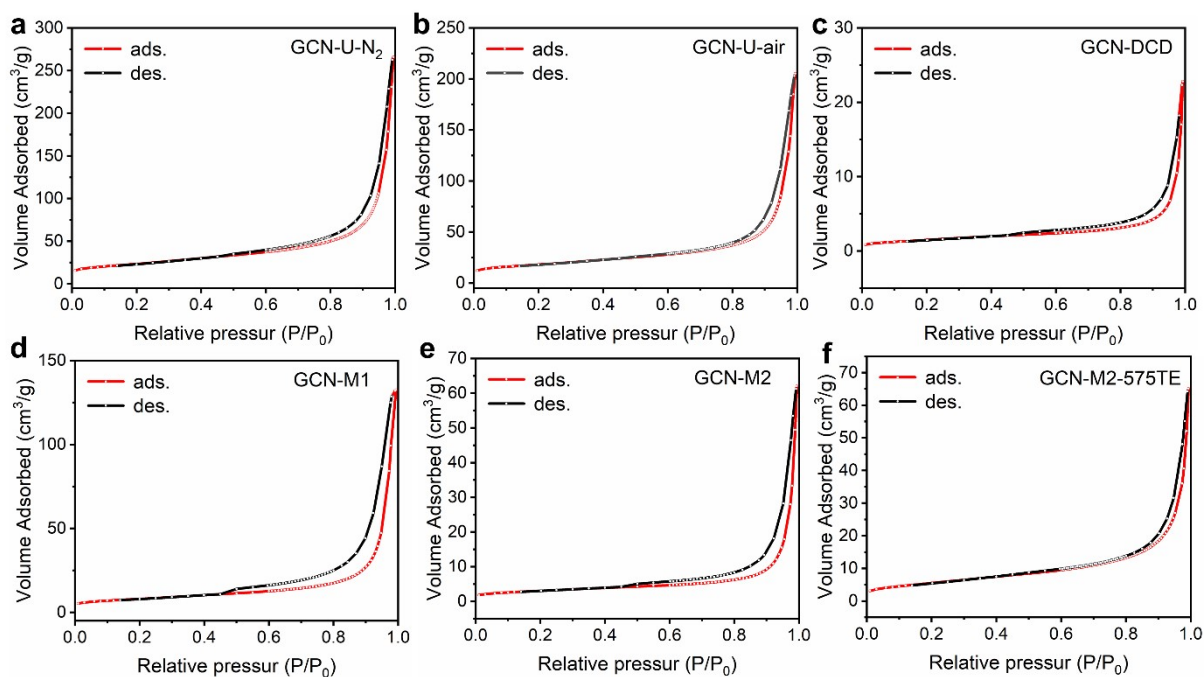 a
GCN-U-N2
ads.
des.
Volume Adsorbed (cm3/g)
300
250
200
150
100
50
0
0.0 0.2 0.4 0.6 0.8 1.0
Relative pressur (P/P0)
b
GCN-U-air
ads.
des.
Volume Adsorbed (cm3/g)
250
200
150
100
50
0
0.0 0.2 0.4 0.6 0.8 1.0
Relative pressur (P/P0)
c
GCN-DCD
ads.
des.
Volume Adsorbed (cm3/g)
30
20
10
0
0.0 0.2 0.4 0.6 0.8 1.0
Relative pressur (P/P0)
d
GCN-M1
ads.
des.
Volume Adsorbed (cm3/g)
150
100
50
0
0.0 0.2 0.4 0.6 0.8 1.0
Relative pressur (P/P0)
e
GCN-M2
ads.
des.
Volume Adsorbed (cm3/g)
70
60
50
40
30
20
10
0
0.0 0.2 0.4 0.6 0.8 1.0
Relative pressur (P/P0)
f
GCN-M2-575TE
ads.
des.
Volume Adsorbed (cm3/g)
70
60
50
40
30
20
10
0
0.0 0.2 0.4 0.6 0.8 1.0
Relative pressur (P/P0)